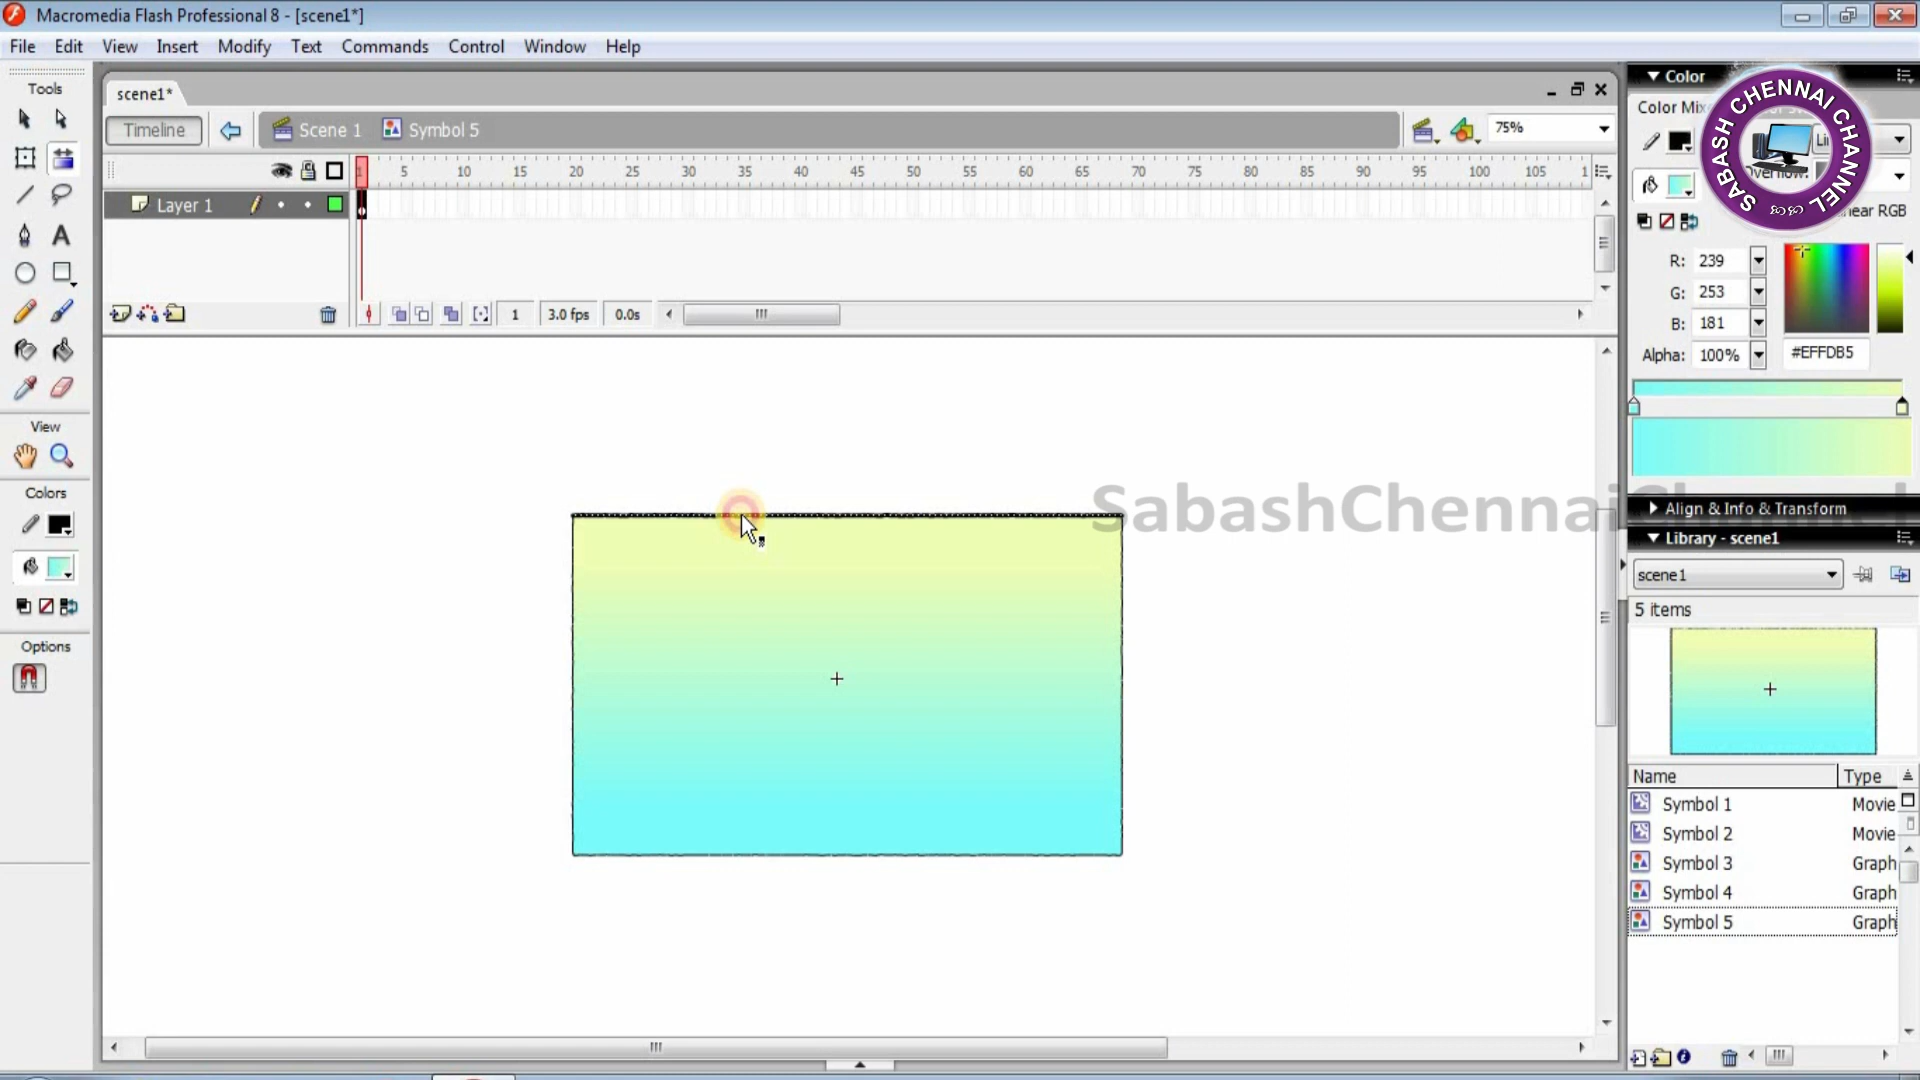 Macromedia Flash Professional 8 - [scene1*]
File Edit View Insert Modify Text Commands Control Window Help
Tools
scene1*
Timeline Scene 1 Symbol 5 75%
1 5 10 15 20 25 30 35 40 45 50 55 60 65 70 75 80 85 90 95 100 105 1
Layer 1
1 3.0 fps 0.0s
View
Colors
Options
Color
Color Mix
Lin
Overflow:
near RGB
R: 239
G: 253
B: 181
Alpha: 100% #EFFDB5
SABASH CHENNAI CHANNEL
SabashChennai
Align & Info & Transform
Library - scene1
scene1
5 items
Name Type
Symbol 1 Movie
Symbol 2 Movie
Symbol 3 Graph
Symbol 4 Graph
Symbol 5 Graph